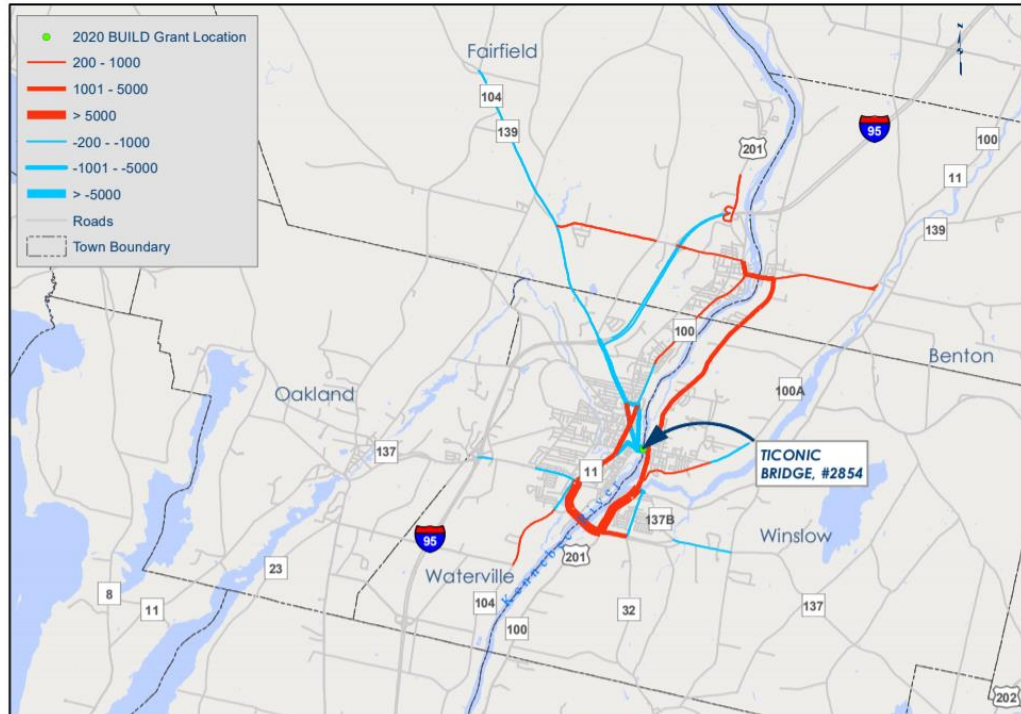 2020 BUILD Grant Location
200 - 1000
1001 - 5000
> 5000
-200 - -1000
-1001 - -5000
> -5000
Roads
Town Boundary
Fairfield
104
139
201
95
100
11
139
100
Benton
100A
Oakland
137
TICONIC
BRIDGE, #2854
11
Kennebec River
137B
Winslow
95
201
Waterville
23
8
11
104
100
32
137
202